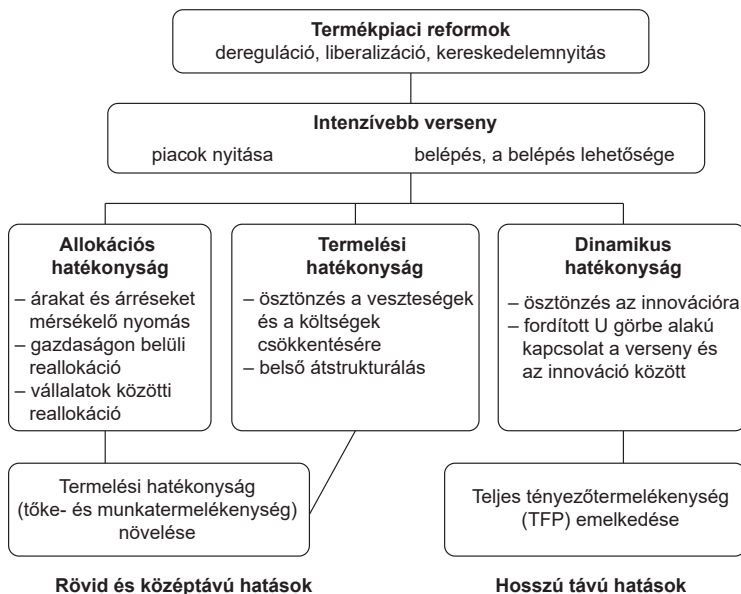 Termékpiaci reformok
dereguláció, liberalizáció, kereskedelemnyitás
Intenzívebb verseny
piacok nyitása
belépés, a belépés lehetősége
Allokációs
hatékonyság
– árakat és árréseket
mérséklő nyomás
– gazdaságon belüli
reallokáció
– vállalatok közötti
reallokáció
Termelési
hatékonyság
– ösztönzés a veszteségek
és a költségek
csökkentésére
– belső átstrukturálás
Dinamikus
hatékonyság
– ösztönzés az innovációra
– fordított U görbe alakú
kapcsolat a verseny és
az innováció között
Termelési hatékonyság
(tőke- és munkatermelékenység)
növelése
Teljes tényezőtermelékenység
(TFP) emelkedése
Rövid és középtávú hatások
Hosszú távú hatások